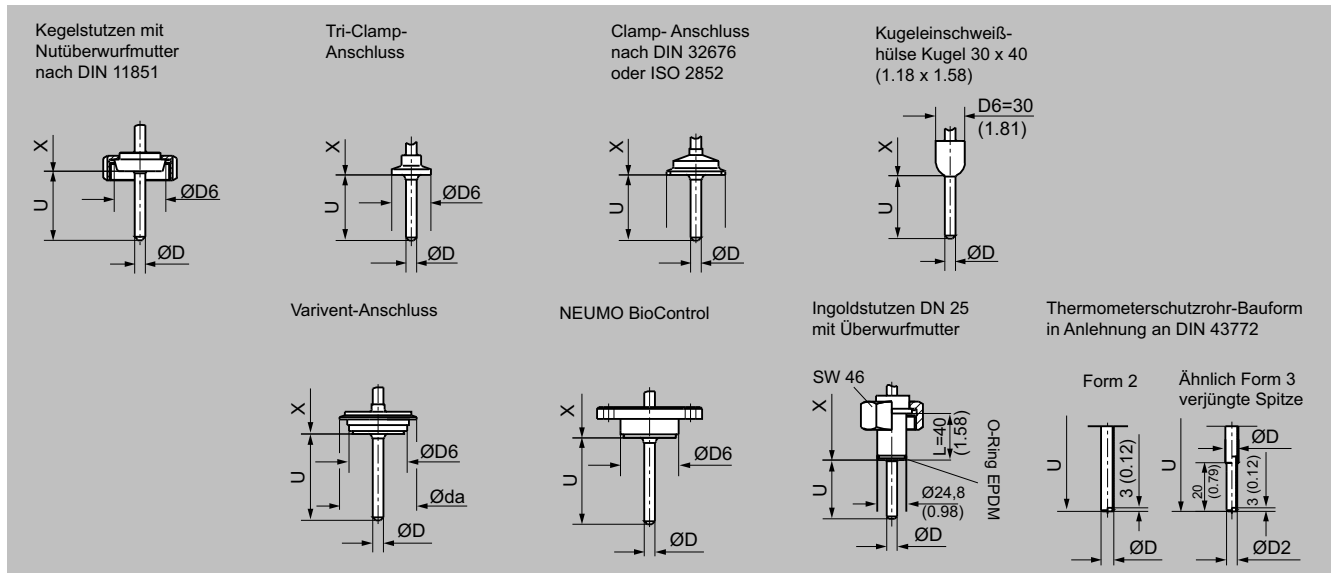 Kegelstutzen mit
Nutüberwurfmutter
nach DIN 11851
X
U
ØD6
ØD
Tri-Clamp-
Anschluss
X
U
ØD6
ØD
Clamp- Anschluss
nach DIN 32676
oder ISO 2852
X
U
ØD
Kugeleinschweiß-
hülse Kugel 30 x 40
(1.18 x 1.58)
D6=30
(1.81)
X
U
ØD
Varivent-Anschluss
X
U
ØD6
Øda
ØD
NEUMO BioControl
X
U
ØD6
ØD
Ingoldstutzen DN 25
mit Überwurfmutter
SW 46
X
U
L=40
(1.58)
O-Ring EPDM
Ø24,8
(0.98)
ØD
Thermometerschutzrohr-Bauform
in Anlehnung an DIN 43772
Form 2
U
3 (0.12)
ØD
Ähnlich Form 3
verjüngte Spitze
ØD
U
20
(0.79)
3 (0.12)
ØD2